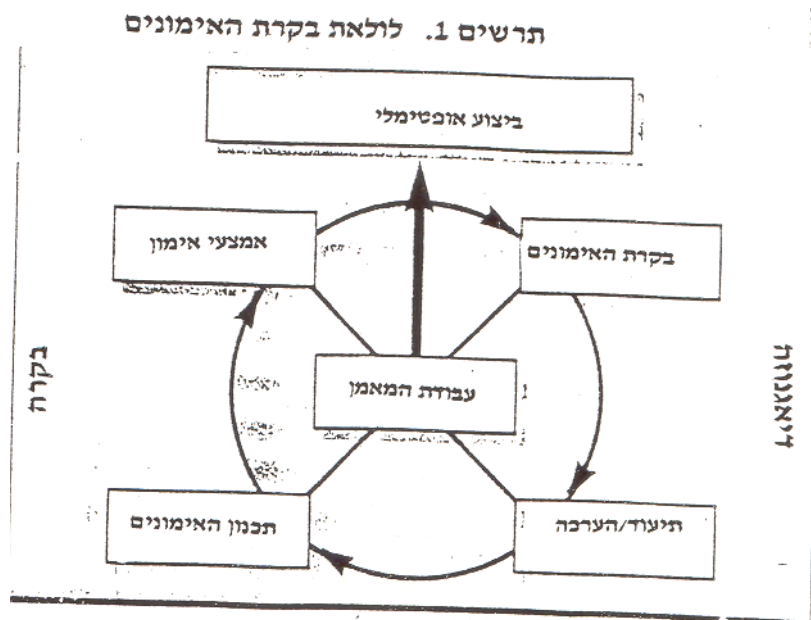 תרשים 1. לולאת בקרת האימונים
ביצוע אופטימלי
בקרת האימונים
אמצעי אימון
עבודת המאמן
דיאגנוזה
בקרה
תיעוד/הערכה
תכנון האימונים